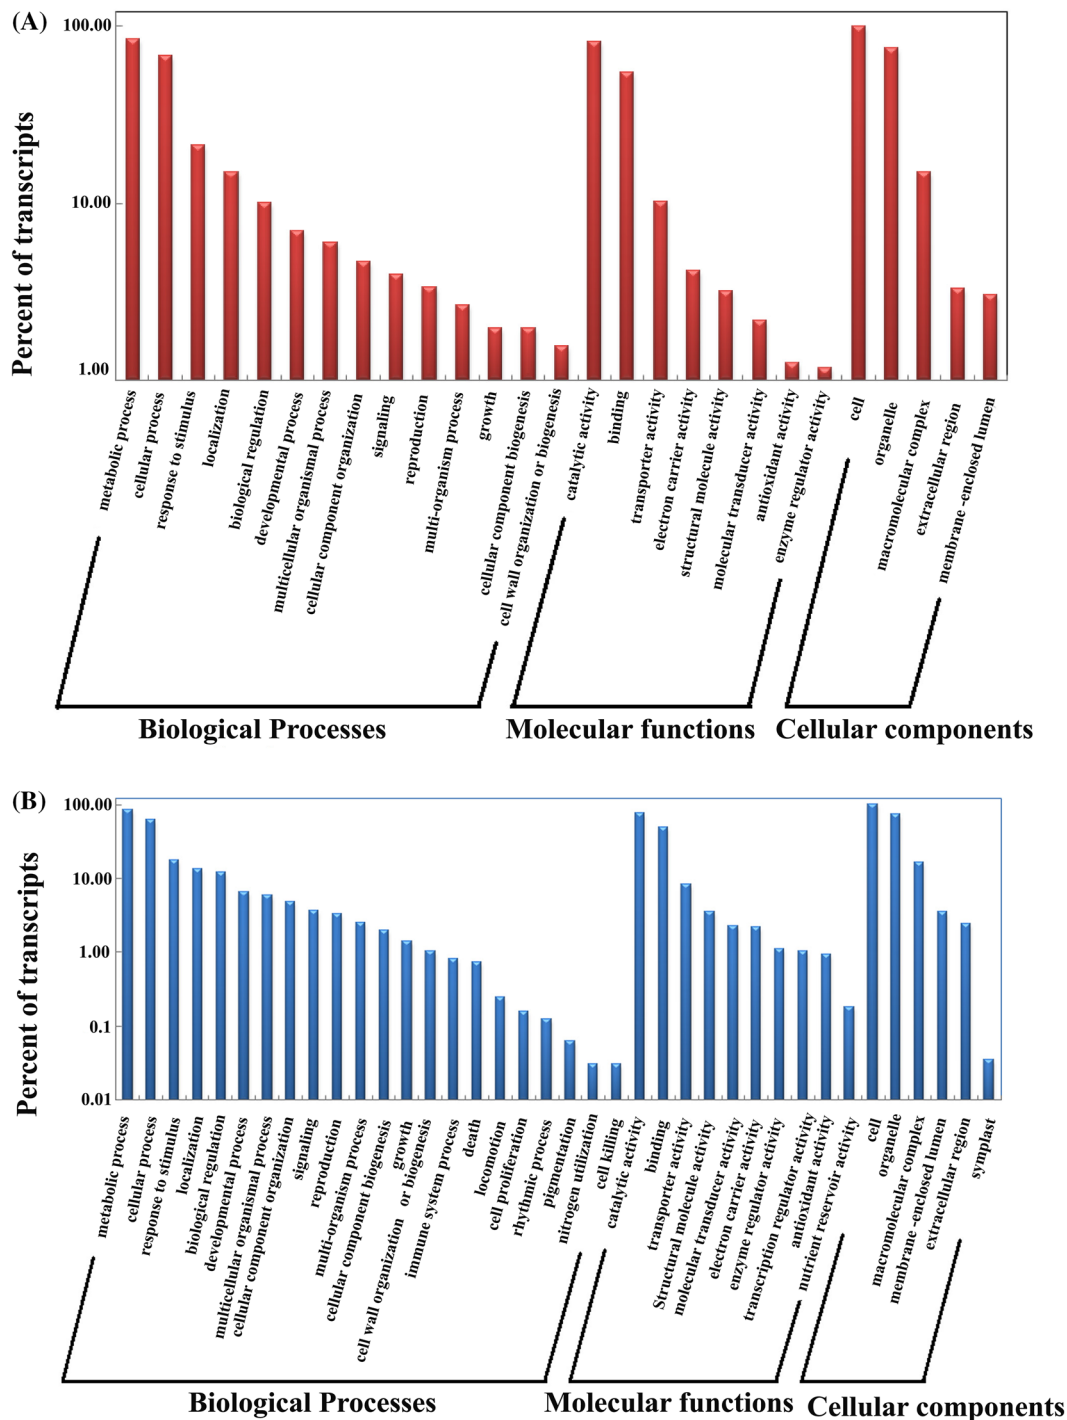 (A)
Percent of transcripts
100.00
10.00
1.00
metabolic process
cellular process
response to stimulus
localization
biological regulation
developmental process
multicellular organismal process
cellular component organization
signaling
reproduction
multi-organism process
growth
cellular component biogenesis
cell wall organization or biogenesis
catalytic activity
binding
transporter activity
electron carrier activity
structural molecule activity
molecular transducer activity
antioxidant activity
enzyme regulator activity
cell
organelle
macromolecular complex
extracellular region
membrane -enclosed lumen
Biological Processes
Molecular functions
Cellular components
(B)
Percent of transcripts
100.00
10.00
1.00
0.1
0.01
metabolic process
cellular process
response to stimulus
localization
biological regulation
developmental process
multicellular organismal process
cellular component organization
signaling
reproduction
multi-organism process
cellular component biogenesis
growth
cell wall organization or biogenesis
immune system process
death
locomotion
cell proliferation
rhythmic process
pigmentation
nitrogen utilization
cell killing
catalytic activity
binding
transporter activity
Structural molecule activity
molecular transducer activity
electron carrier activity
enzyme regulator activity
transcription regulator activity
antioxidant activity
nutrient reservoir activity
cell
organelle
macromolecular complex
membrane -enclosed lumen
extracellular region
symplast
Biological Processes
Molecular functions
Cellular components